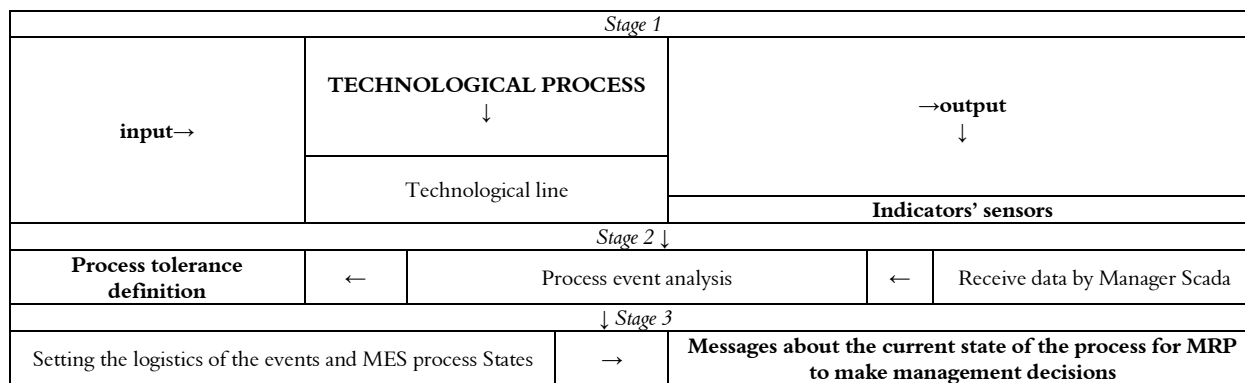 Stage 1
input→
TECHNOLOGICAL PROCESS
↓
Technological line
→output
↓
Indicators’ sensors
Stage 2 ↓
Process tolerance
definition
←
Process event analysis
←
Receive data by Manager Scada
↓ Stage 3
Setting the logistics of the events and MES process States
→
Messages about the current state of the process for MRP
to make management decisions